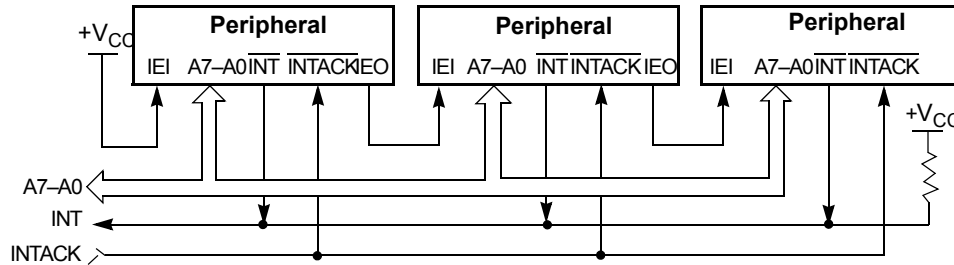 Peripheral Peripheral Peripheral
+VCC
IEI A7–A0 INT INTACK IEO IEI A7–A0 INT INTACK IEO IEI A7–A0 INT INTACK
+VCC
A7–A0
INT
INTACK